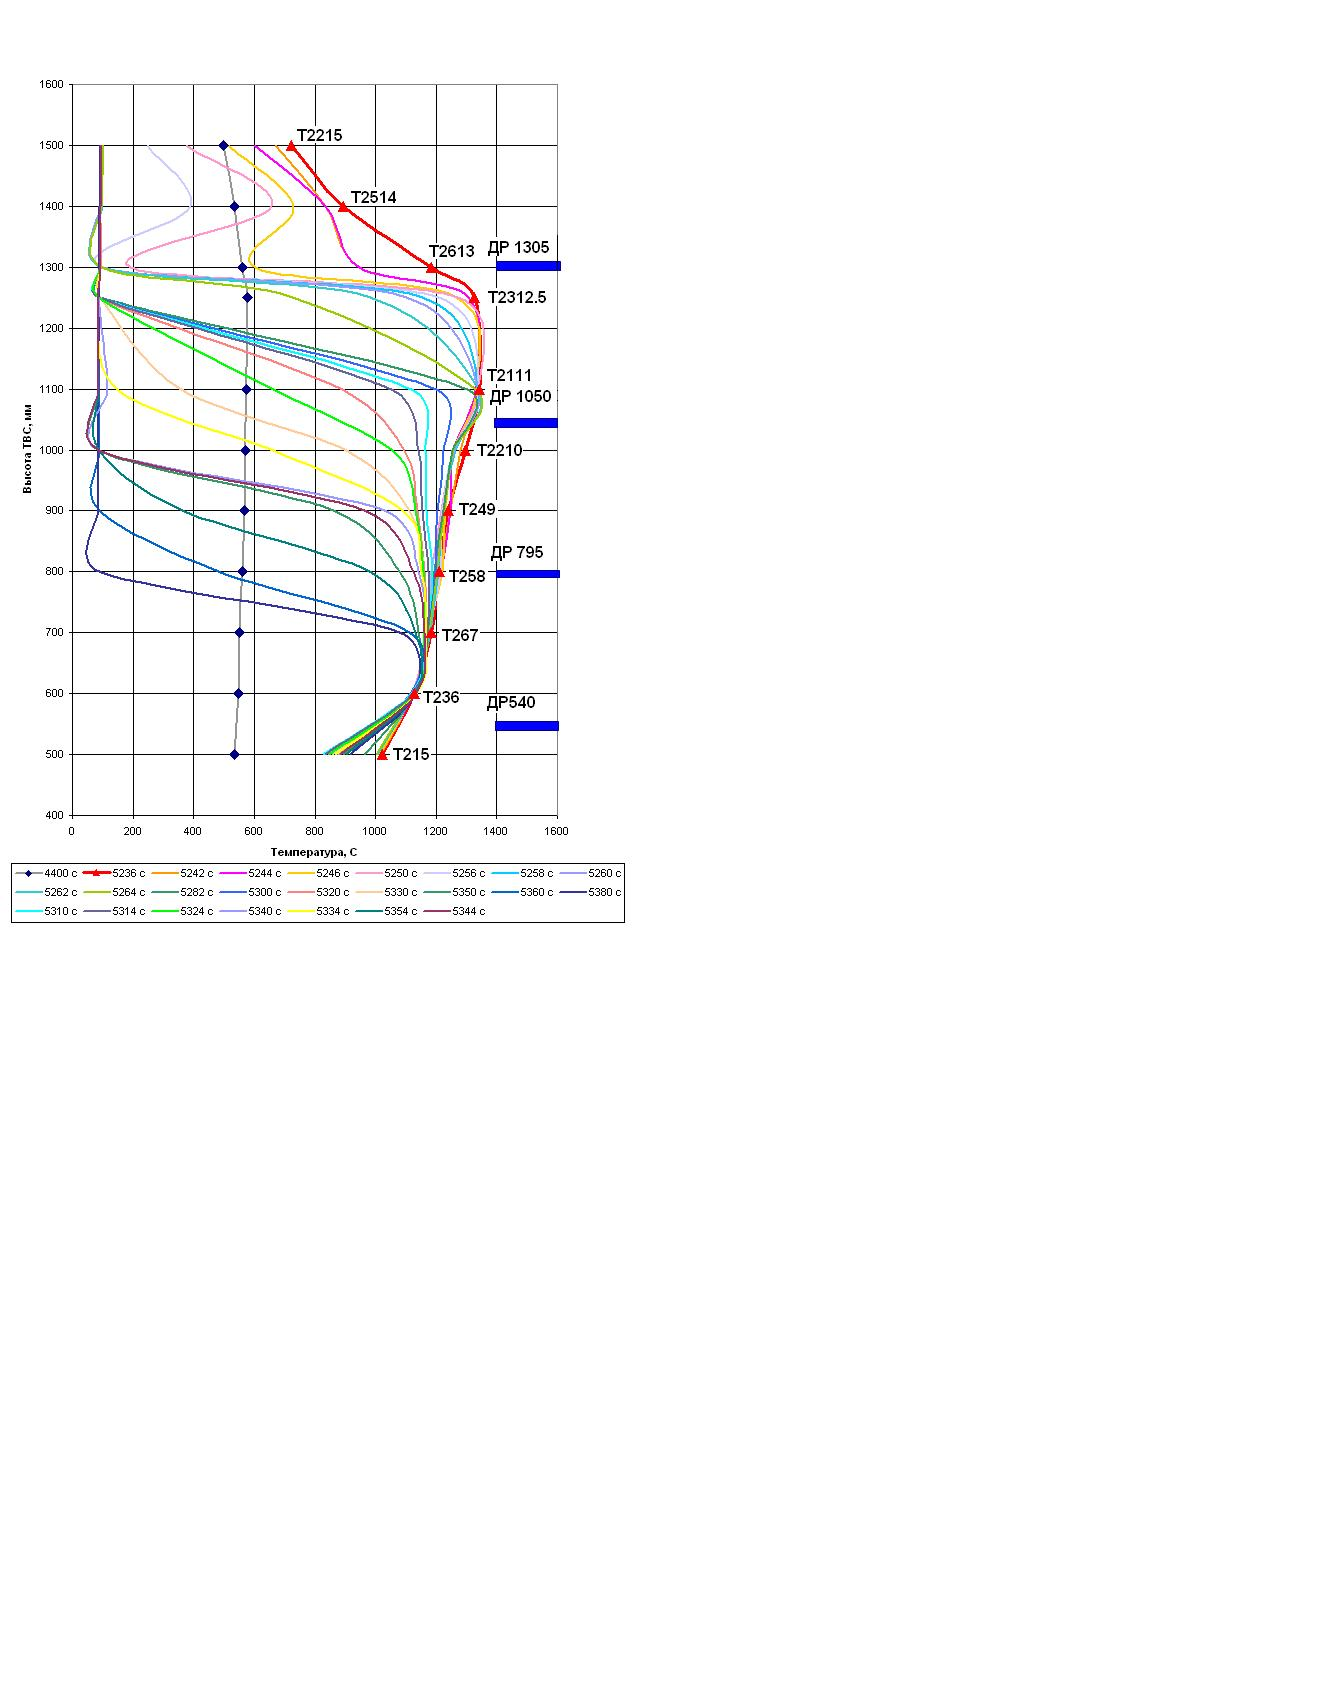 1600
1500
1400
1300
1200
1100
1000
900
800
700
600
500
400
Высота ТВС, мм
T2215
T2514
T2613
ДР 1305
T2312.5
T2111
ДР 1050
T2210
T249
ДР 795
T258
T267
T236
ДР540
T215
0 200 400 600 800 1000 1200 1400 1600
Температура, С
4400 с 5236 с 5242 с 5244 с 5246 с 5250 с 5256 с 5258 с 5260 с
5262 с 5264 с 5282 с 5300 с 5320 с 5330 с 5350 с 5360 с 5380 с
5310 с 5314 с 5324 с 5340 с 5334 с 5354 с 5344 с